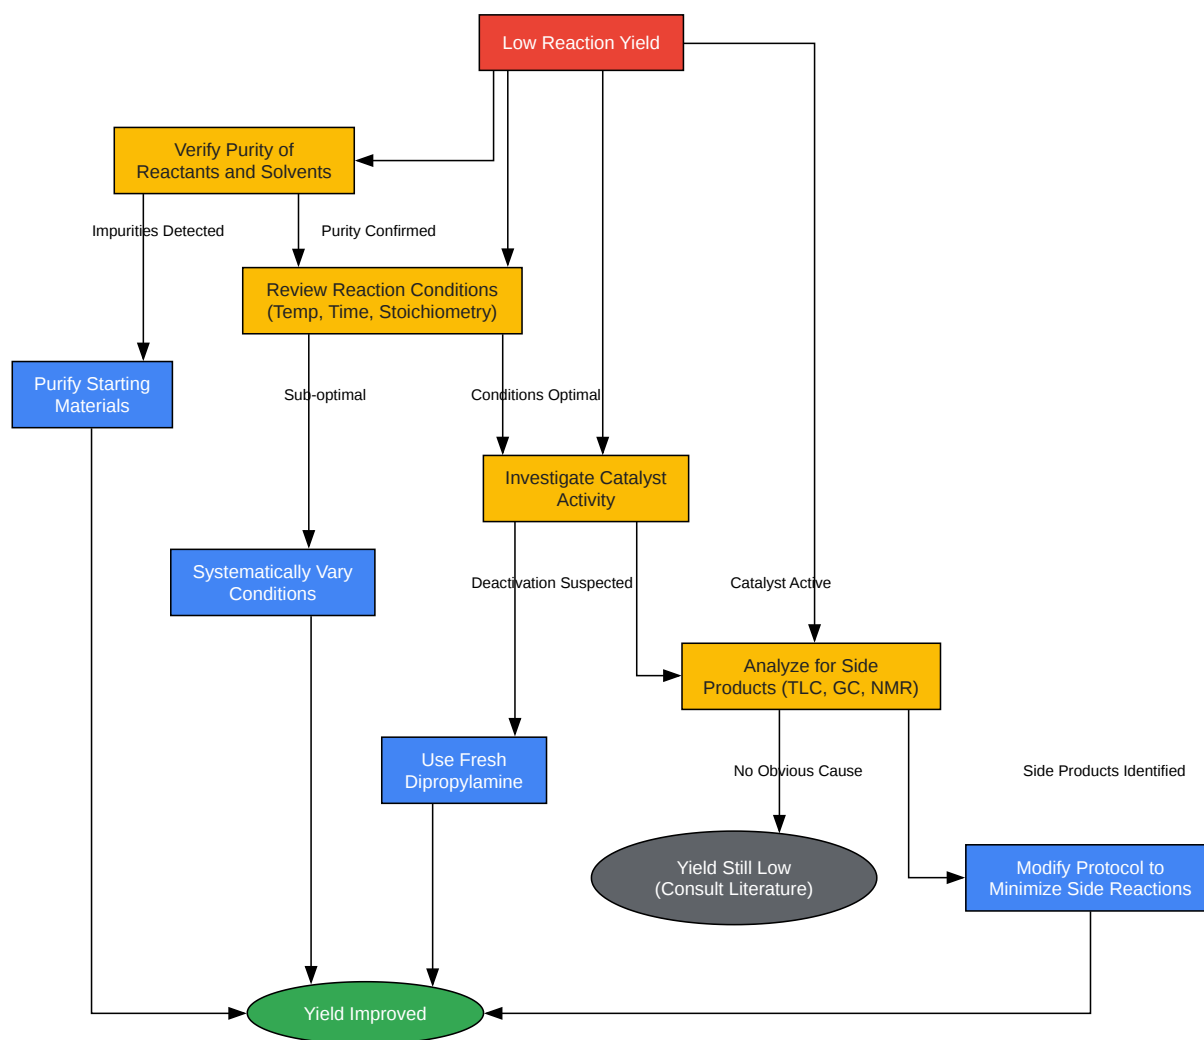 Low Reaction Yield
Verify Purity of
Reactants and Solvents
Impurities Detected
Purity Confirmed
Review Reaction Conditions
(Temp, Time, Stoichiometry)
Purify Starting
Materials
Sub-optimal
Conditions Optimal
Investigate Catalyst
Activity
Systematically Vary
Conditions
Deactivation Suspected
Catalyst Active
Analyze for Side
Products (TLC, GC, NMR)
Use Fresh
Dipropylamine
No Obvious Cause
Side Products Identified
Yield Still Low
(Consult Literature)
Modify Protocol to
Minimize Side Reactions
Yield Improved